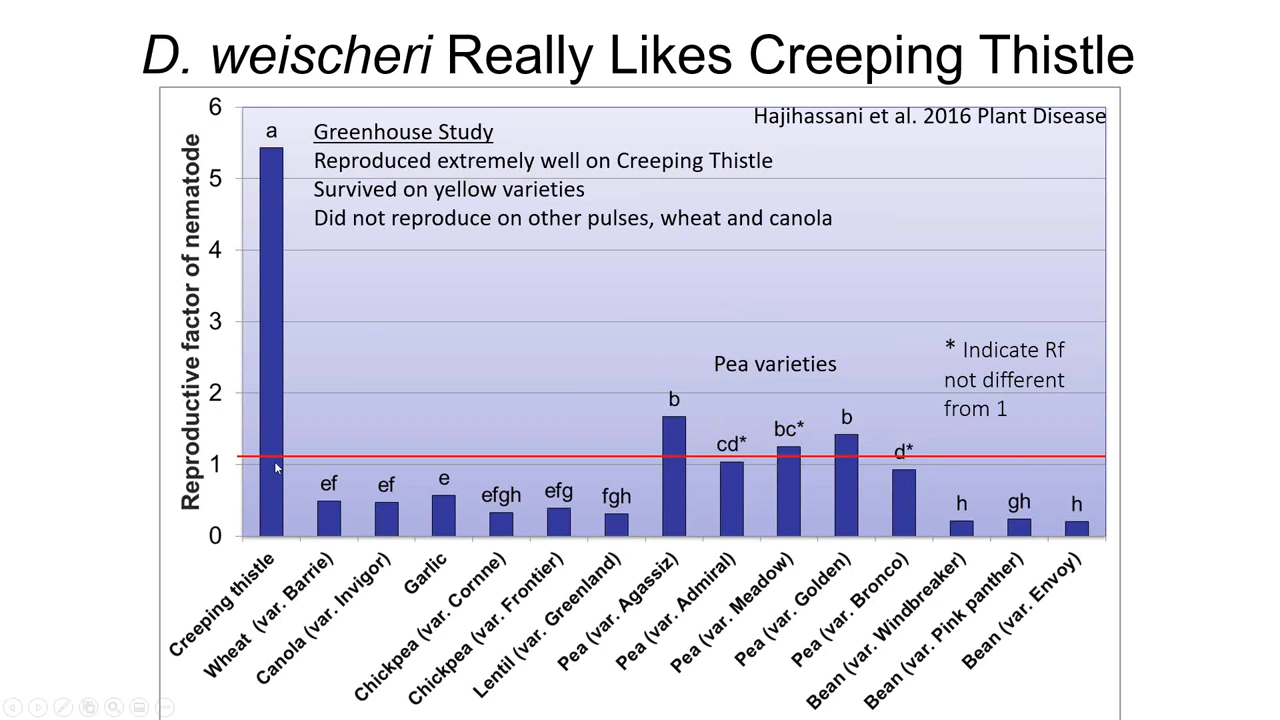 D. weischeri Really Likes Creeping Thistle
Hajihassani et al. 2016 Plant Disease
Greenhouse Study
Reproduced extremely well on Creeping Thistle
Survived on yellow varieties
Did not reproduce on other pulses, wheat and canola
Reproductive factor of nematode
6
5
4
3
2
1
0
Pea varieties
* Indicate Rf
not different
from 1
a
ef
ef
e
efgh
efg
fgh
b
cd*
bc*
b
d*
h
gh
h
Creeping thistle
Wheat (var. Barrie)
Canola (var. Invigor)
Garlic
Chickpea (var. Cornne)
Chickpea (var. Frontier)
Lentil (var. Greenland)
Pea (var. Agassiz)
Pea (var. Admiral)
Pea (var. Meadow)
Pea (var. Golden)
Pea (var. Bronco)
Bean (var. Windbreaker)
Bean (var. Pink panther)
Bean (var. Envoy)